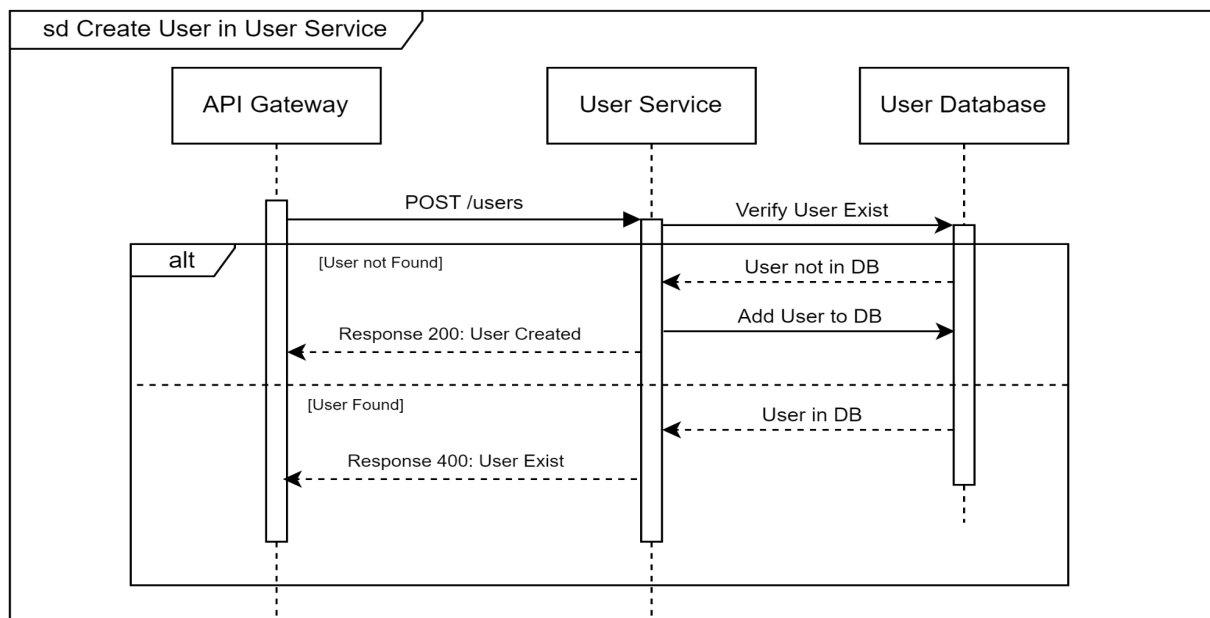 sd Create User in User Service
API Gateway
User Service
User Database
POST /users
Verify User Exist
alt
[User not Found]
User not in DB
Add User to DB
Response 200: User Created
[User Found]
User in DB
Response 400: User Exist